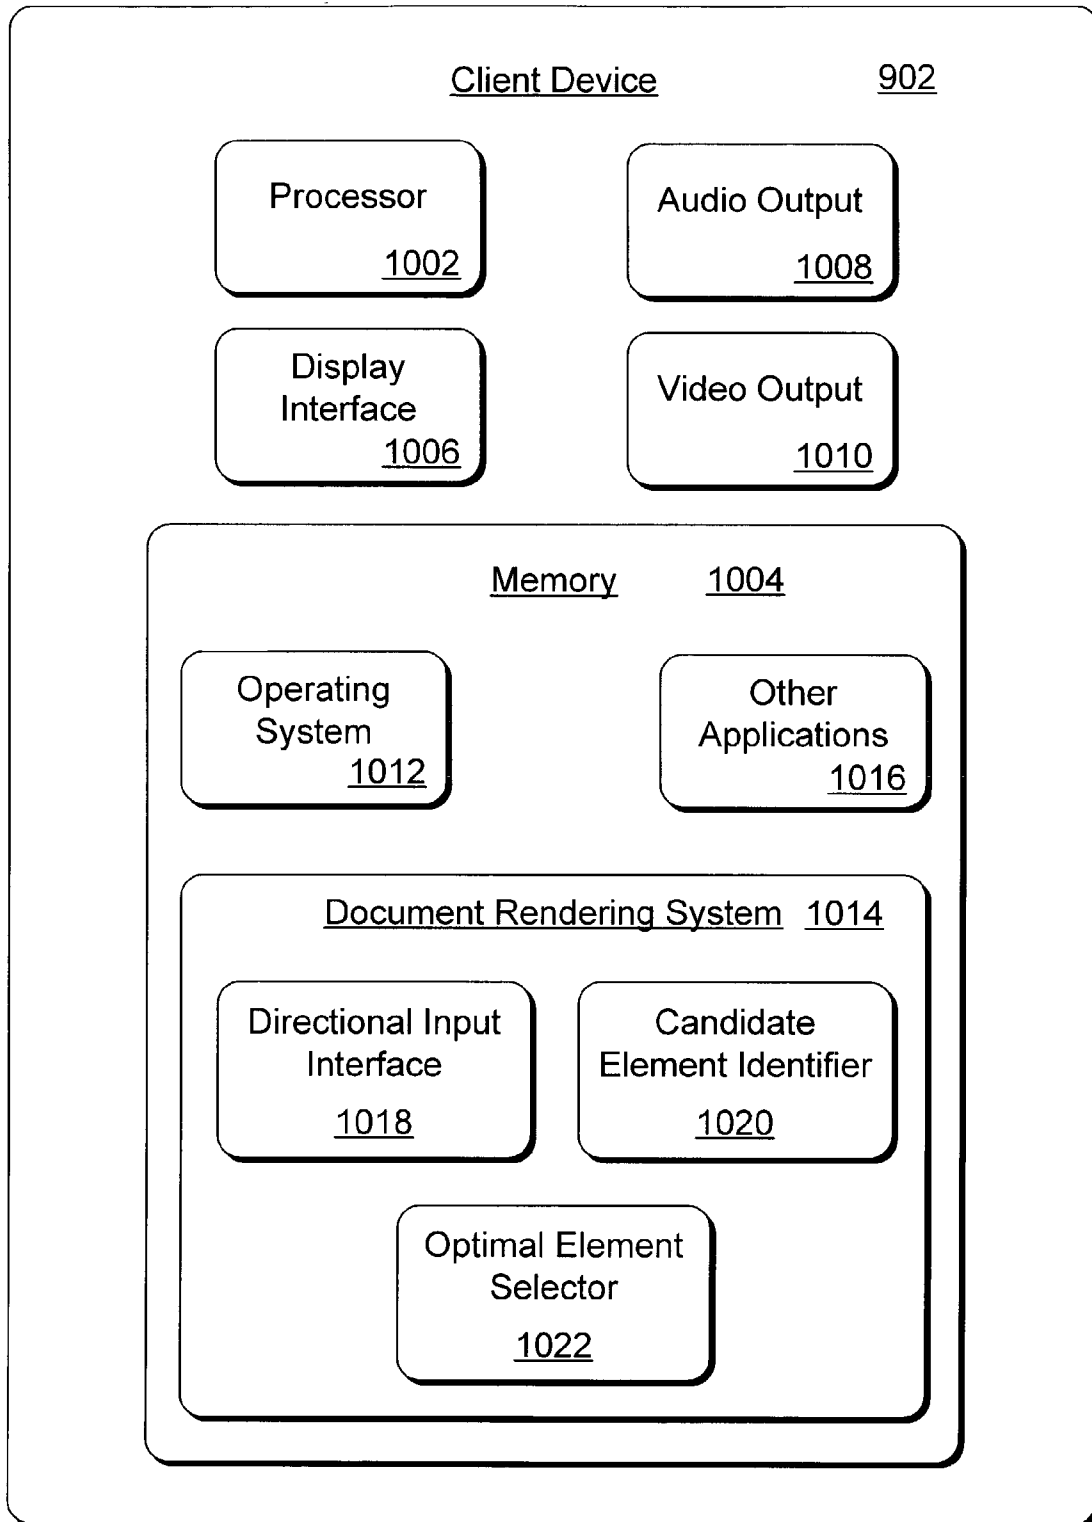 Client Device 902
Processor
1002
Audio Output
1008
Display
Interface
1006
Video Output
1010
Memory 1004
Operating
System
1012
Other
Applications
1016
Document Rendering System 1014
Directional Input
Interface
1018
Candidate
Element Identifier
1020
Optimal Element
Selector
1022